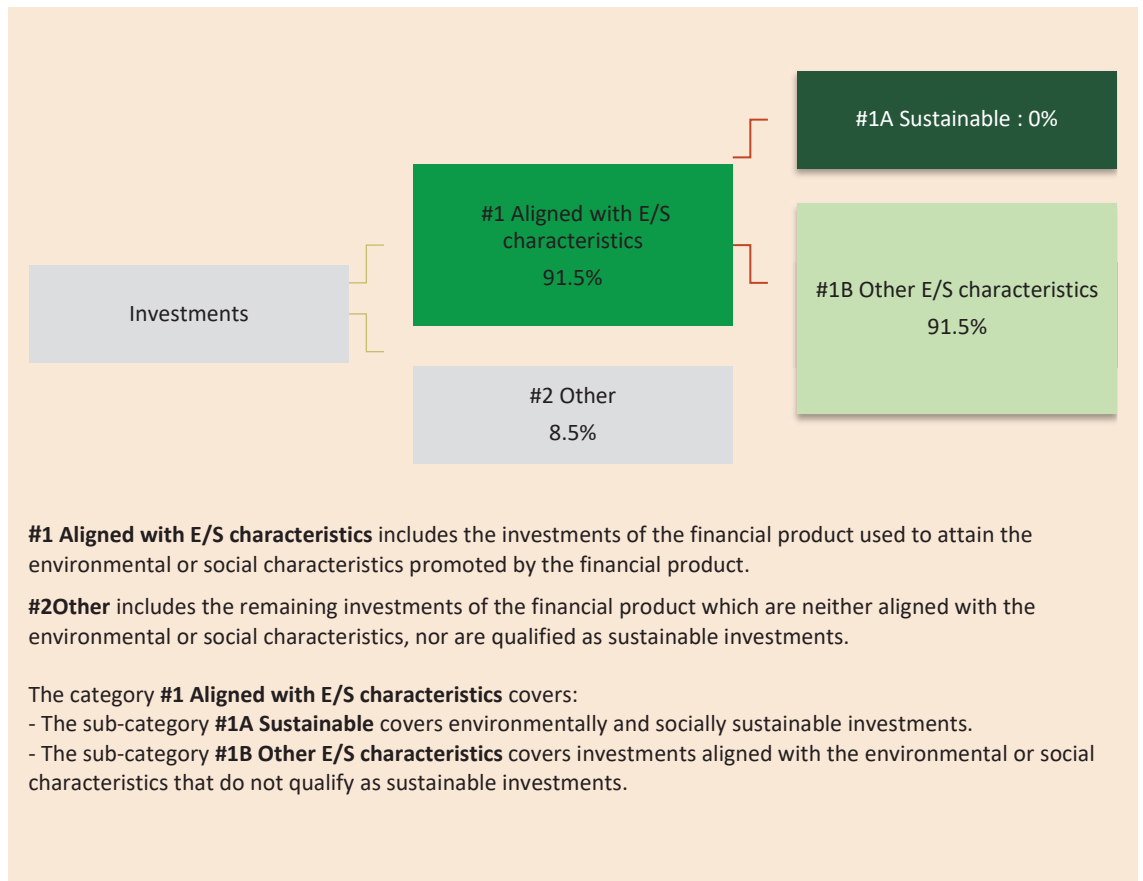 #1A Sustainable : 0%
#1 Aligned with E/S
characteristics
91.5%
Investments
#1B Other E/S characteristics
91.5%
#2 Other
8.5%
#1 Aligned with E/S characteristics includes the investments of the financial product used to attain the
environmental or social characteristics promoted by the financial product.
#2Other includes the remaining investments of the financial product which are neither aligned with the
environmental or social characteristics, nor are qualified as sustainable investments.
The category #1 Aligned with E/S characteristics covers:
- The sub-category #1A Sustainable covers environmentally and socially sustainable investments.
- The sub-category #1B Other E/S characteristics covers investments aligned with the environmental or social
characteristics that do not qualify as sustainable investments.